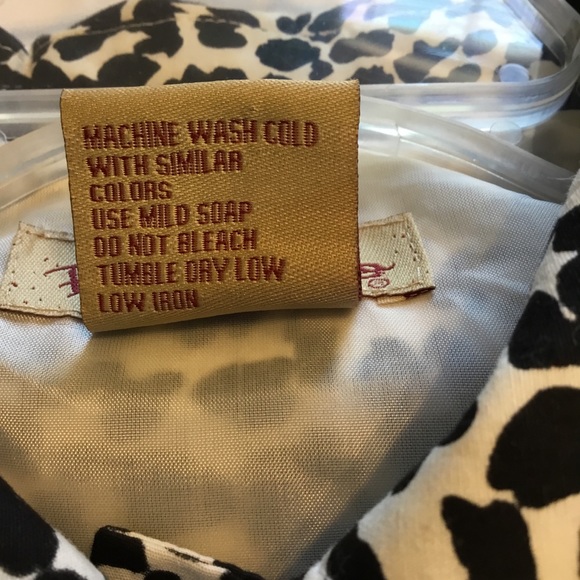 MACHINE WASH COLD
WITH SIMILAR
COLORS
USE MILD SOAP
DO NOT BLEACH
TUMBLE DRY LOW
LOW IRON